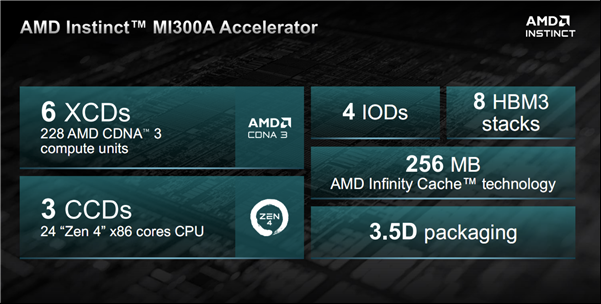 AMD Instinct™ MI300A Accelerator
AMD
INSTINCT
6 XCDs
228 AMD CDNA™ 3
compute units
AMD
CDNA 3
4 IODs
8 HBM3
stacks
256 MB
AMD Infinity Cache™ technology
3 CCDs
24 “Zen 4” x86 cores CPU
ZEN
4
3.5D packaging